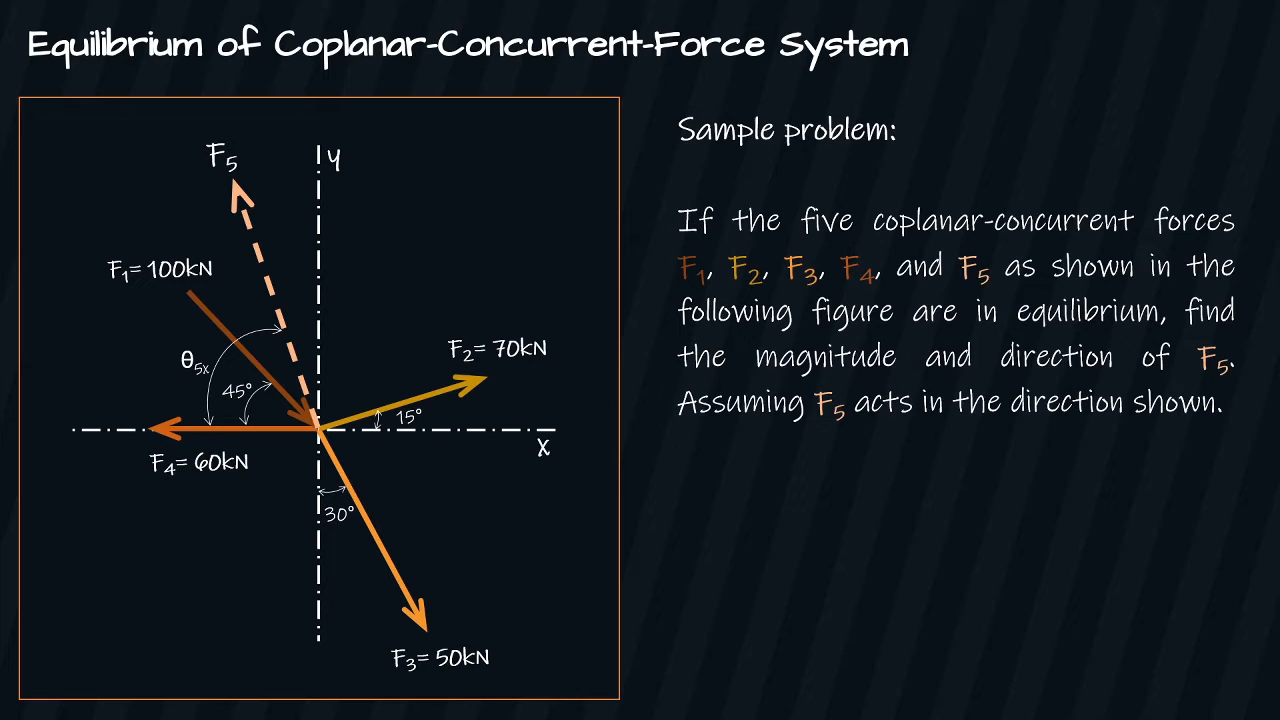 Equilibrium of Coplanar-Concurrent-Force System
F₅
y
F₁= 100kN
θ₅ₓ
45°
F₂= 70kN
15°
x
F₄= 60kN
30°
F₃= 50kN
Sample problem:
If the five coplanar-concurrent forces
F₁, F₂, F₃, F₄, and F₅ as shown in the
following figure are in equilibrium, find
the magnitude and direction of F₅.
Assuming F₅ acts in the direction shown.